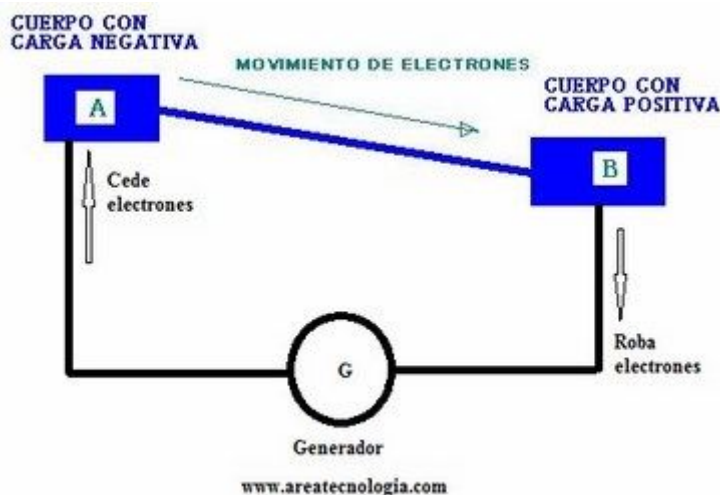 CUERPO CON
CARGA NEGATIVA
MOVIMIENTO DE ELECTRONES
CUERPO CON
CARGA POSITIVA
A
B
Cede
electrones
Roba
electrones
G
Generador
www.areatecnologia.com